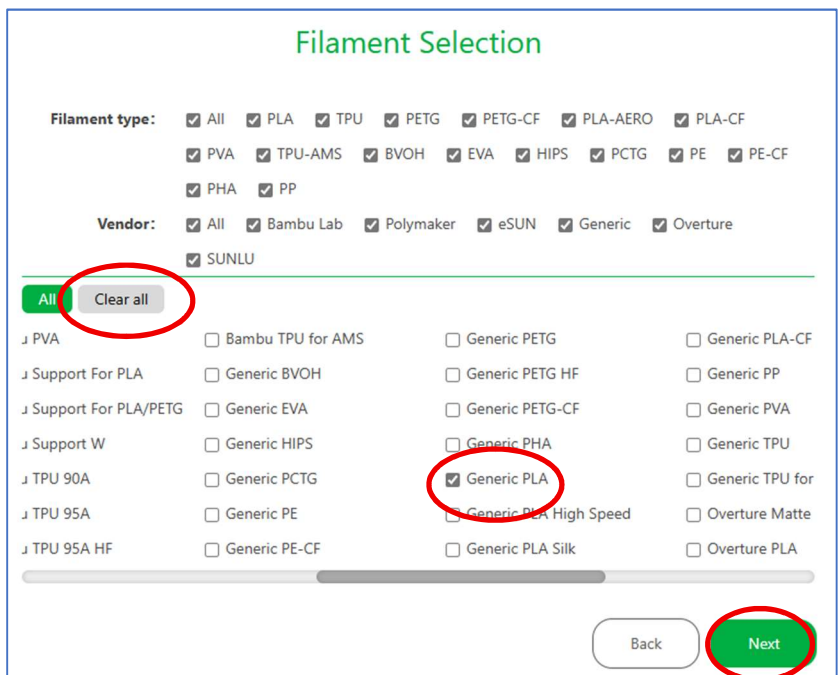 Filament Selection
Filament type: All PLA TPU PETG PETG-CF PLA-AERO PLA-CF
PVA TPU-AMS BVOH EVA HIPS PCTG PE PE-CF
PHA PP
Vendor: All Bambu Lab Polymaker eSUN Generic Overture
SUNLU
All Clear all
u PVA Bambu TPU for AMS Generic PETG Generic PLA-CF
u Support For PLA Generic BVOH Generic PETG HF Generic PP
u Support For PLA/PETG Generic EVA Generic PETG-CF Generic PVA
u Support W Generic HIPS Generic PHA Generic TPU
u TPU 90A Generic PCTG Generic PLA Generic TPU for
u TPU 95A Generic PE Generic PLA High Speed Overture Matte
u TPU 95A HF Generic PE-CF Generic PLA Silk Overture PLA
Back Next